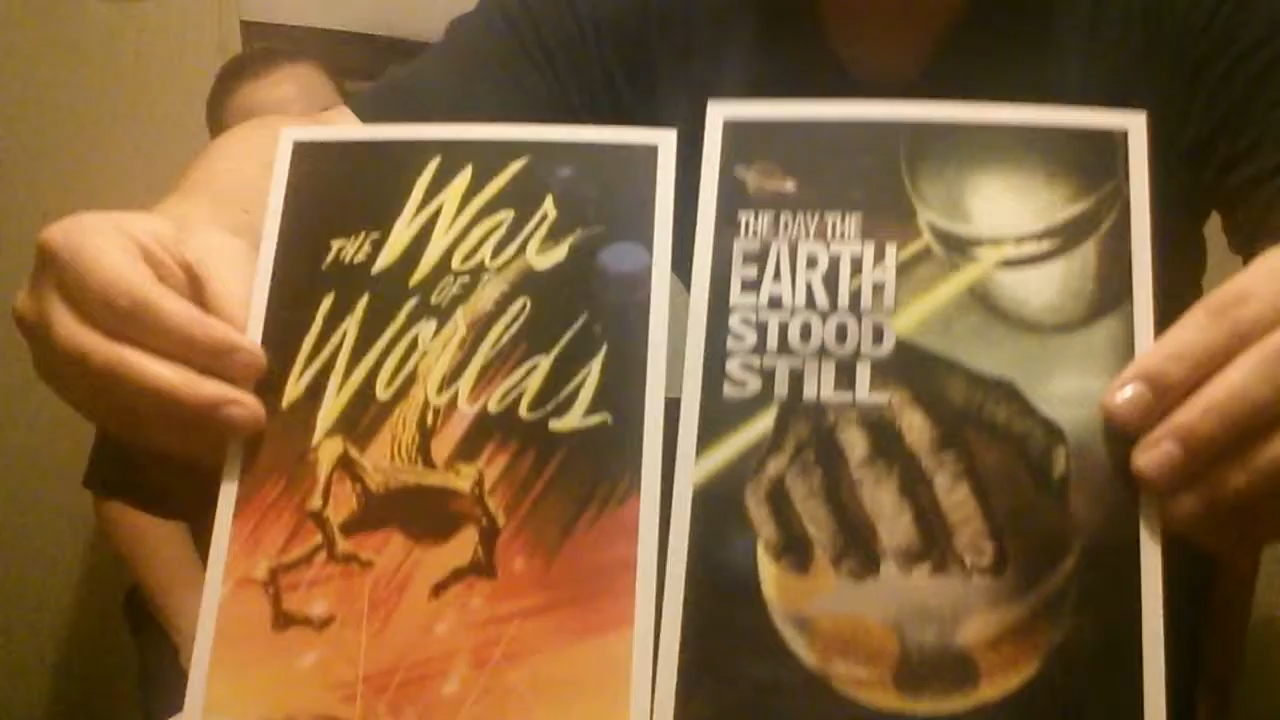 THE War
OF THE
Worlds
THE DAY THE
EARTH
STOOD
STILL